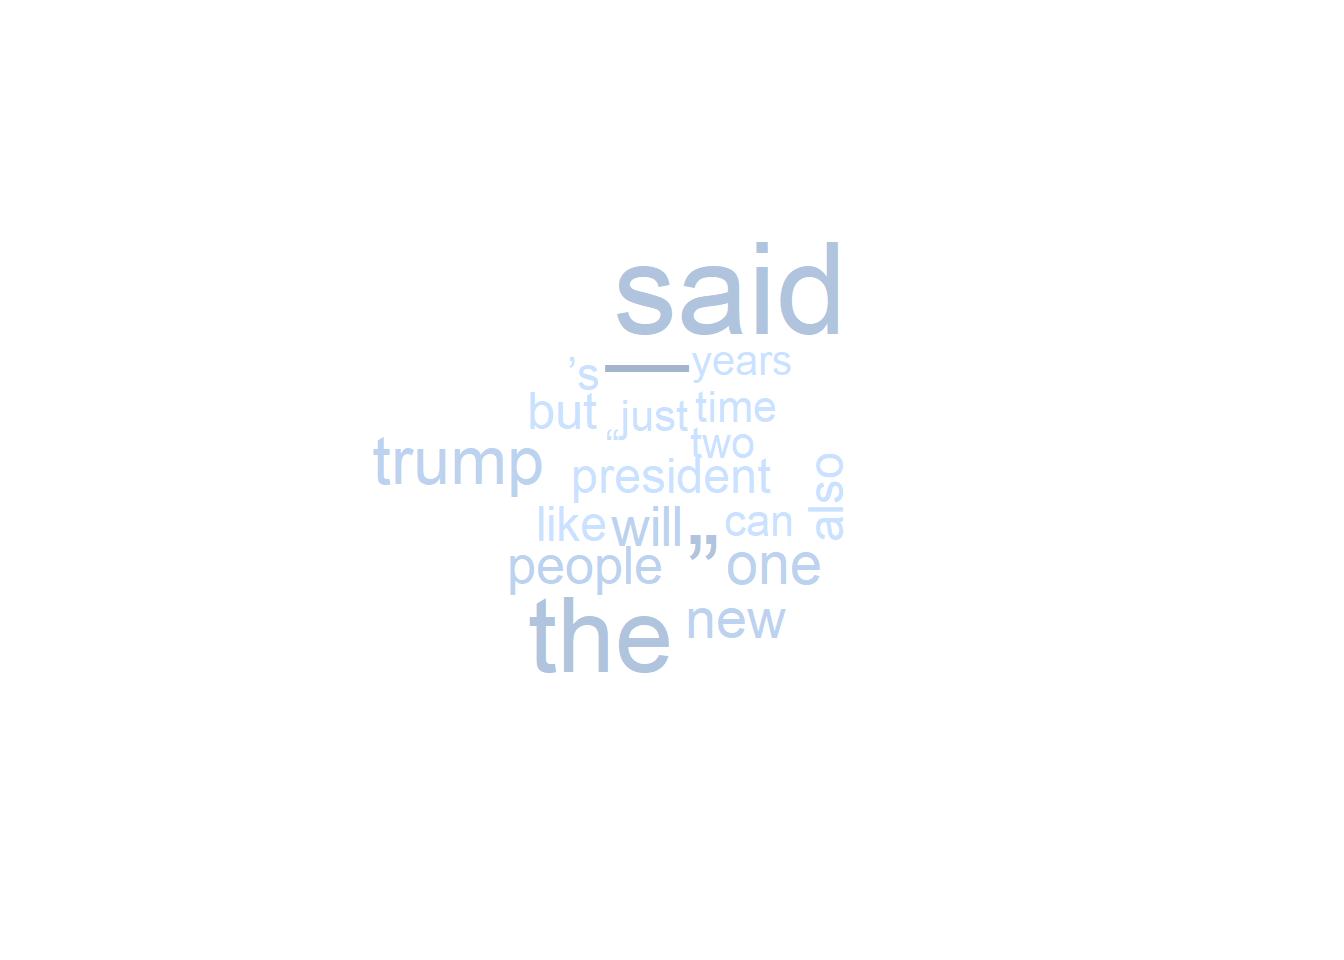 said
’s — years
but “ just time
two
trump
president
also
like will can
people ” one
the new